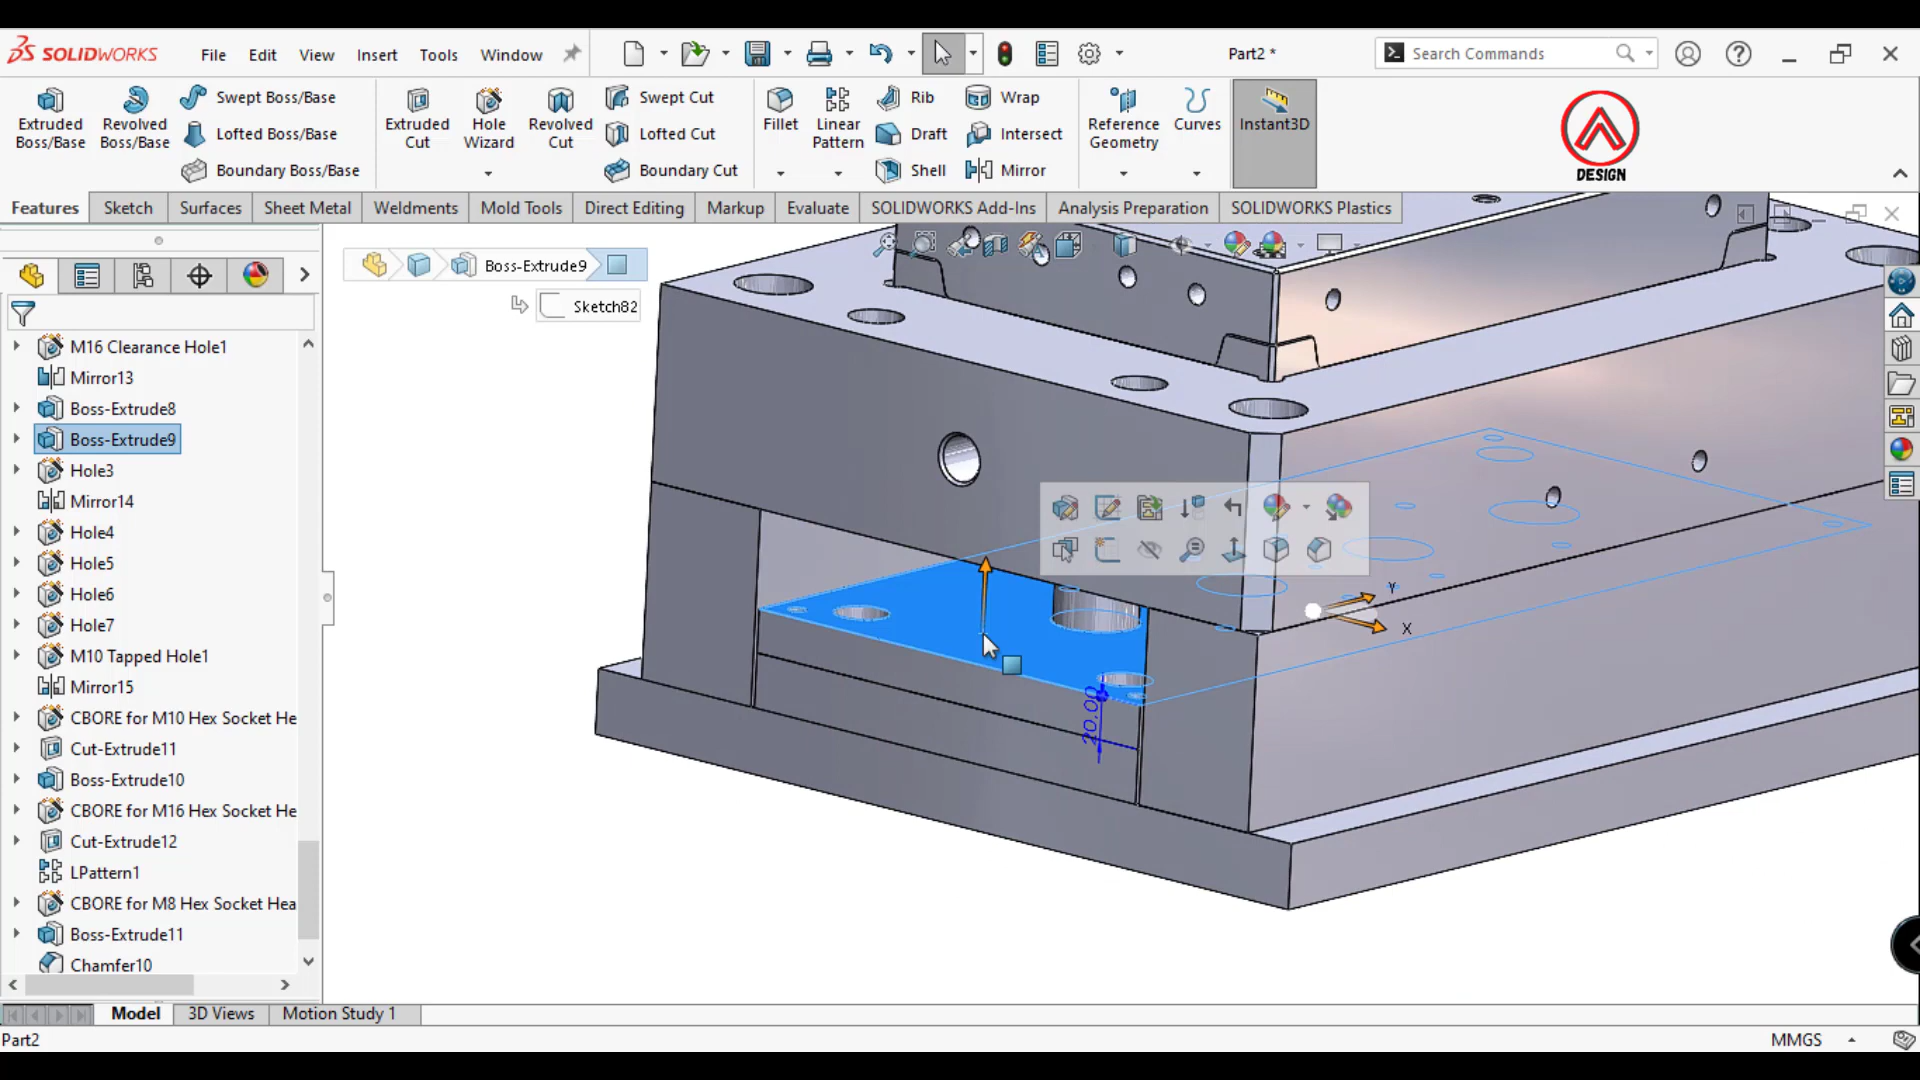 SOLIDWORKS File Edit View Insert Tools Window Part2 * Search Commands
Extruded Boss/Base
Revolved Boss/Base
Swept Boss/Base
Lofted Boss/Base
Boundary Boss/Base
Extruded Cut
Hole Wizard
Revolved Cut
Swept Cut
Lofted Cut
Boundary Cut
Fillet
Linear Pattern
Rib
Draft
Shell
Wrap
Intersect
Mirror
Reference Geometry
Curves
Instant3D
DESIGN
Features Sketch Surfaces Sheet Metal Weldments Mold Tools Direct Editing Markup Evaluate SOLIDWORKS Add-Ins Analysis Preparation SOLIDWORKS Plastics
Boss-Extrude9
Sketch82
M16 Clearance Hole1
Mirror13
Boss-Extrude8
Boss-Extrude9
Hole3
Mirror14
Hole4
Hole5
Hole6
Hole7
M10 Tapped Hole1
Mirror15
CBORE for M10 Hex Socket He
Cut-Extrude11
Boss-Extrude10
CBORE for M16 Hex Socket He
Cut-Extrude12
LPattern1
CBORE for M8 Hex Socket Hea
Boss-Extrude11
Chamfer10
Y
X
20.00
Model 3D Views Motion Study 1
Part2 MMGS